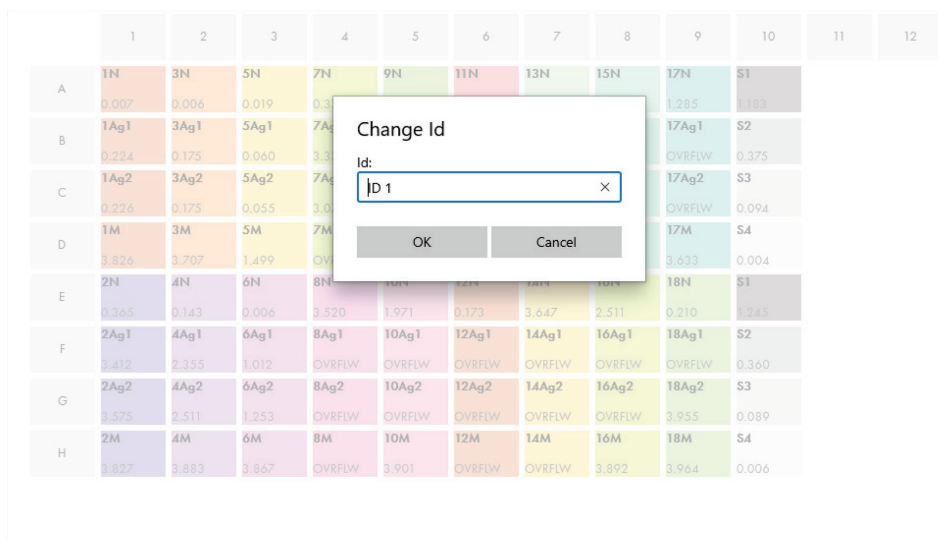 1 2 3 4 5 6 7 8 9 10 11 12
A 1N 3N 5N 7N 9N 11N 13N 15N 17N S1
0.007 0.006 0.019 1.285 1.183
B 1Ag1 3Ag1 5Ag1 17Ag1 S2
0.224 0.175 0.060 OVRFLW 0.375
C 1Ag2 3Ag2 5Ag2 17Ag2 S3
0.226 0.175 0.055 OVRFLW 0.094
D 1M 3M 5M 7M 17M S4
3.826 3.707 1.499 3.633 0.004
Change Id
Id:
ID 1
OK Cancel
E 2N 4N 6N 8N 10N 12N 14N 16N 18N S1
0.365 0.143 0.006 3.520 1.971 0.173 3.647 2.511 0.210 1.245
F 2Ag1 4Ag1 6Ag1 8Ag1 10Ag1 12Ag1 14Ag1 16Ag1 18Ag1 S2
3.412 2.355 1.012 OVRFLW OVRFLW OVRFLW OVRFLW OVRFLW OVRFLW 0.360
G 2Ag2 4Ag2 6Ag2 8Ag2 10Ag2 12Ag2 14Ag2 16Ag2 18Ag2 S3
3.575 2.511 1.253 OVRFLW OVRFLW OVRFLW OVRFLW OVRFLW 3.955 0.089
H 2M 4M 6M 8M 10M 12M 14M 16M 18M S4
3.827 3.883 3.867 OVRFLW 3.901 OVRFLW OVRFLW 3.892 3.964 0.006